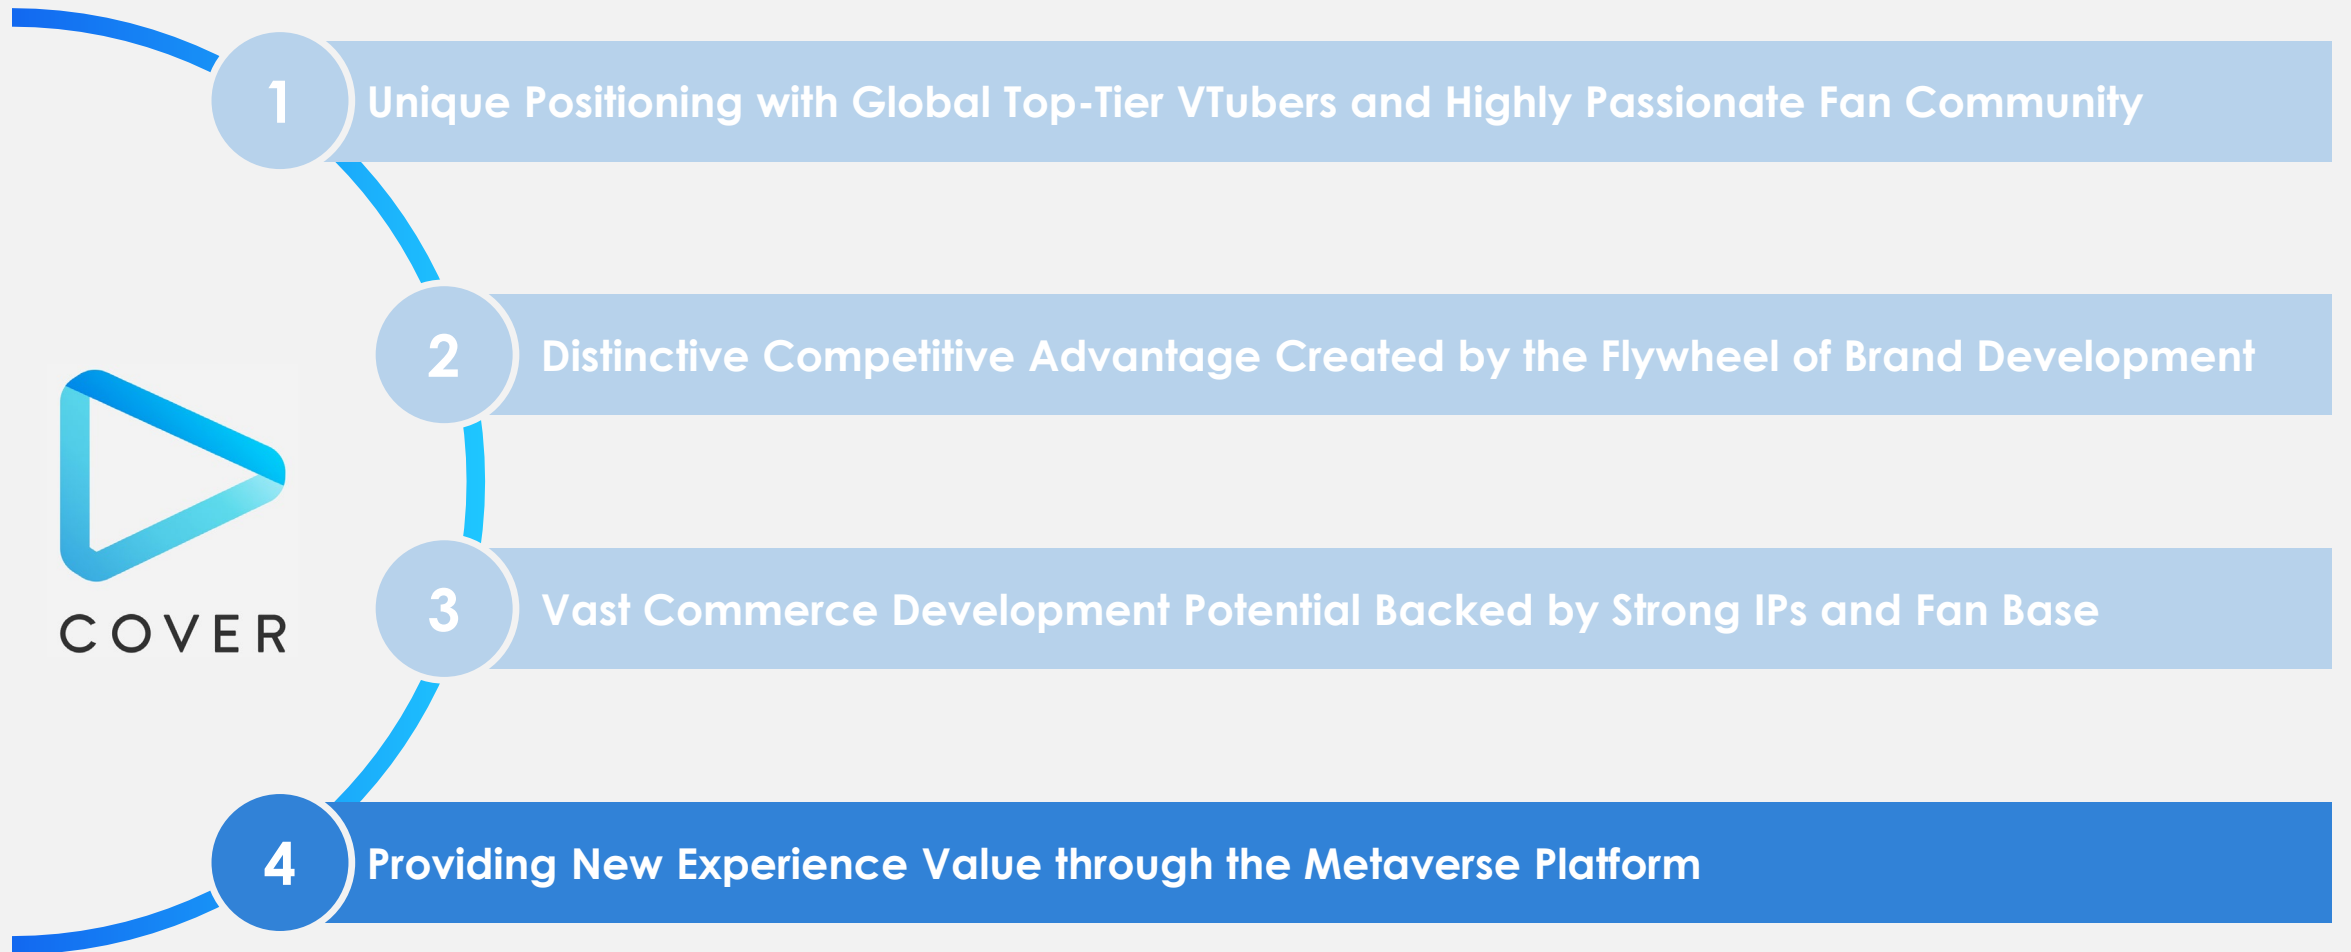 1
Unique Positioning with Global Top-Tier VTubers and Highly Passionate Fan Community
2
Distinctive Competitive Advantage Created by the Flywheel of Brand Development
COVER
3
Vast Commerce Development Potential Backed by Strong IPs and Fan Base
4
Providing New Experience Value through the Metaverse Platform